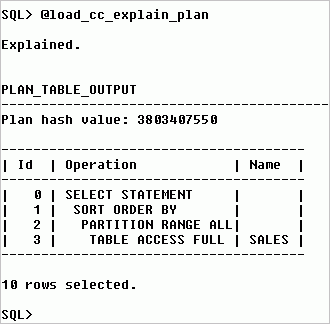 SQL> @load_cc_explain_plan
Explained.
PLAN_TABLE_OUTPUT
--------------------------------------------
Plan hash value: 3803407550
-----------------------------------------
| Id | Operation | Name |
-----------------------------------------
| 0 | SELECT STATEMENT | |
| 1 | SORT ORDER BY | |
| 2 | PARTITION RANGE ALL| |
| 3 | TABLE ACCESS FULL | SALES |
-----------------------------------------
10 rows selected.
SQL>